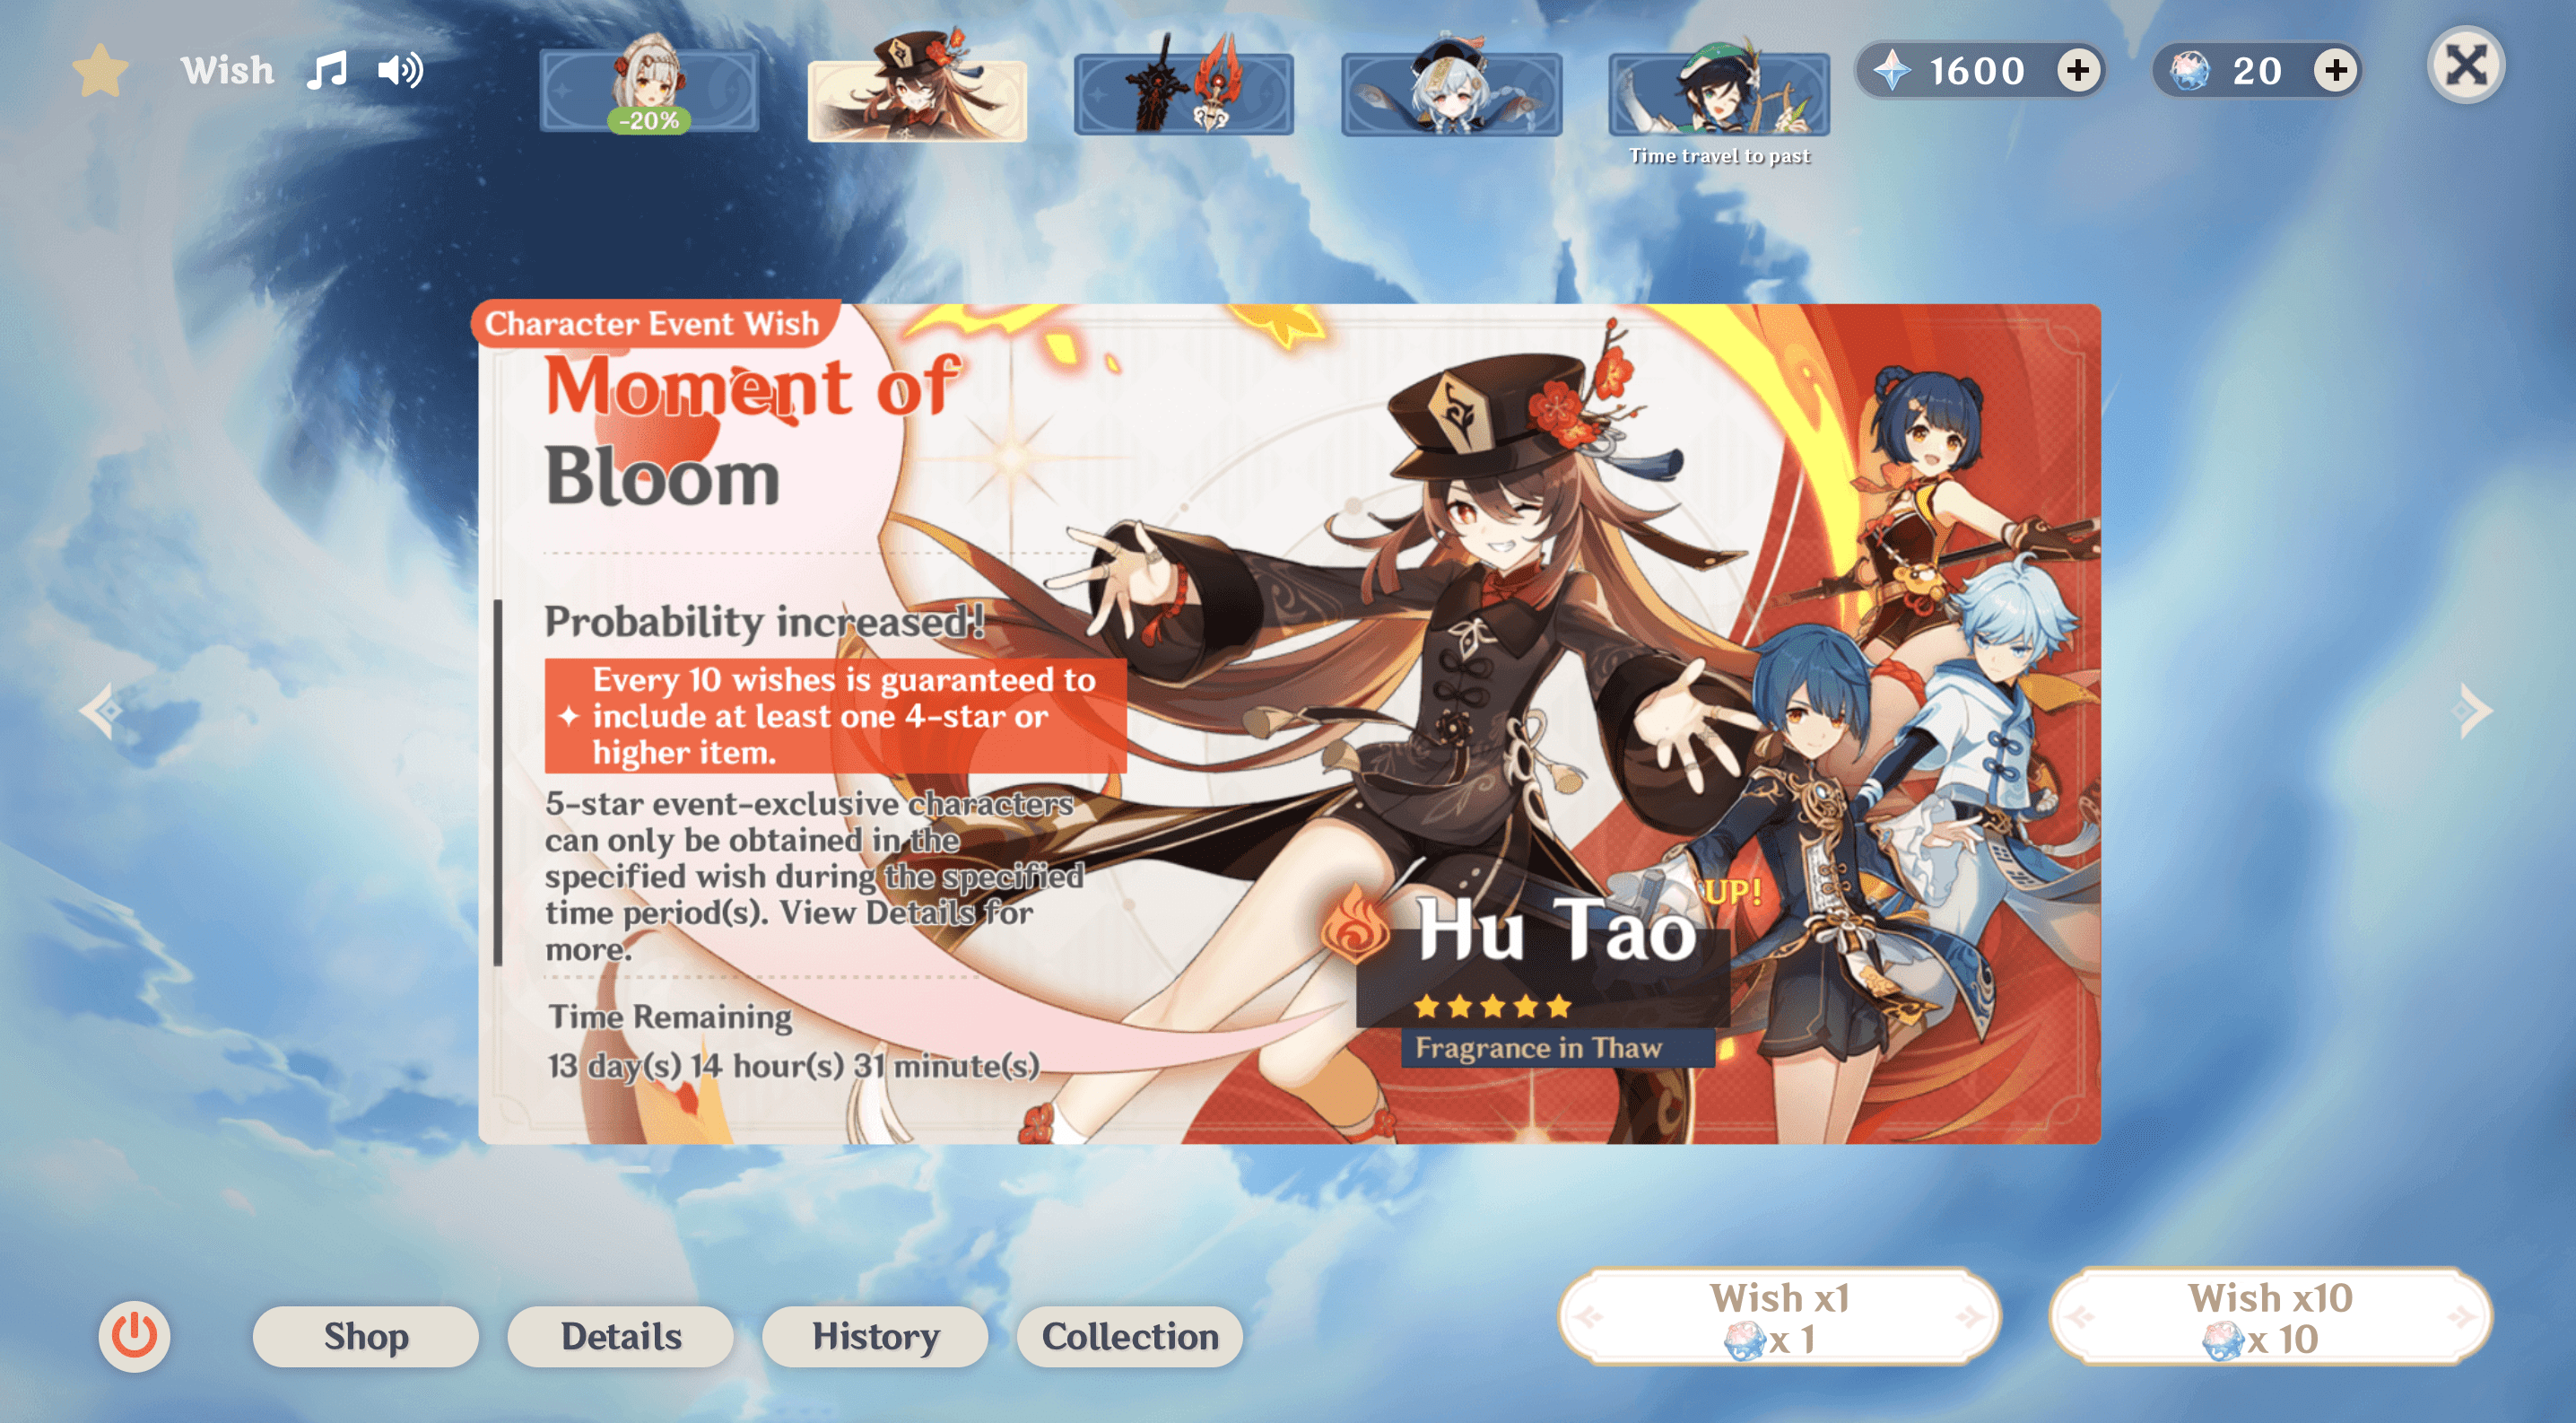 Wish
-20%
Time travel to past
1600
20
Character Event Wish
Moment of
Bloom
Probability increased!
Every 10 wishes is guaranteed to
include at least one 4-star or
higher item.
5-star event-exclusive characters
can only be obtained in the
specified wish during the specified
time period(s). View Details for
more.
Time Remaining
13 day(s) 14 hour(s) 31 minute(s)
UP!
Hu Tao
Fragrance in Thaw
Shop
Details
History
Collection
Wish x1
x 1
Wish x10
x 10